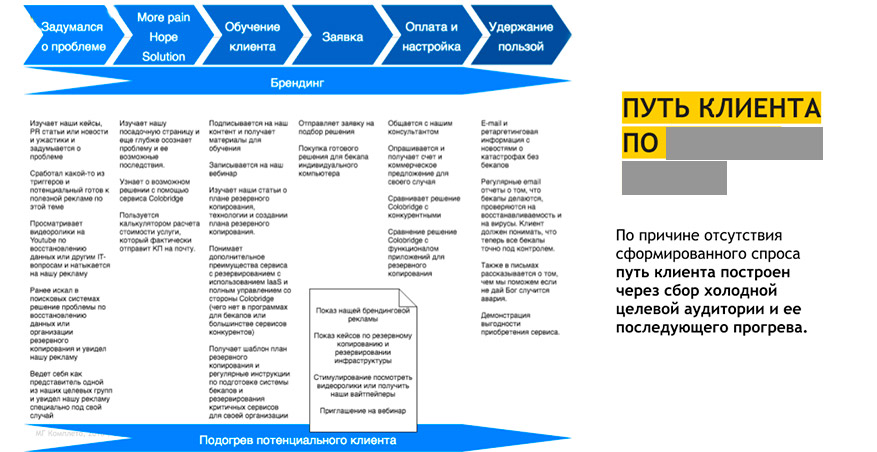 Задумался
о проблеме
More pain
Hope
Solution
Обучение
клиента
Заявка
Оплата и
настройка
Удержание
пользой
Брендинг
Изучает наши кейсы,
PR статьи или новости
и ужастики и
задумывается о
проблеме
Сработал какой-то из
триггеров и
потенциальный готов к
полезной рекламе по
этой теме
Просматривает
видеоролики на
Youtube по
восстановлению
данных или другим IT-
вопросам и натыкается
на нашу рекламу
Ранее искал в
поисковых системах
решение проблемы по
восстановлению
данных или
организации
резервного
копирования и увидел
нашу рекламу
Ведет себя как
представитель одной
из наших целевых групп
и увидел нашу рекламу
специально под свой
случай
Изучает нашу
посадочную страницу и
еще глубже осознает
проблему и ее
возможные
последствия.
Узнает о возможном
решении с помощью
сервиса Colobridge
Пользуется
калькулятором расчета
стоимости услуги,
который фактически
отправит КП на почту.
Подписывается на наш
контент и получает
материалы для
обучения
Записывается на наш
вебинар
Изучает наши статьи о
плане резервного
копирования,
технологии и создании
плана резервного
копирования.
Понимает
дополнительное
преимущества сервиса
с резервированием с
использованием IaaS и
полным управлением со
стороны Colobridge
(чего нет в программах
для бекапов или
большинстве сервисов
конкурентов)
Получает шаблон план
резервного
копирования и
регулярные инструкции
по подготовке системы
бекапов и
резервирования
критичных сервисов
для своей организации
Отправляет заявку на
подбор решения
Покупка готового
решения для бекапа
индивидуального
компьютера
Общается с нашим
консультантом
Опрашивается и
получает счет и
коммерческое
предложение для
своего случая
Сравнивает решение
Colobridge с
конкурентными
Сравнение решение
Colobridge с
функционалом
приложений для
резервного
копирования
E-mail и
ретаргетинговая
информация с
новостями о
катастрофах без
бекапов
Регулярные email
отчеты о том, что
бекапы делаются,
проверяются на
восстанавливаемость и
на вирусы. Клиент
должен понимать, что
теперь все бекапы
точно под контролем.
Также в письмах
рассказывается о том,
чем мы поможем если
не дай Бог случится
авария.
Демонстрация
выгодности
приобретения сервиса.
Показ нашей брендинговой
рекламы
Показ кейсов по резервному
копированию и
резервировании
инфраструктуры
Стимулирование посмотреть
видеоролики или получить
наши вайтпейперы
Приглашение на вебинар
МГ Комплето,
Подогрев потенциального клиента
ПУТЬ КЛИЕНТА
ПО
По причине отсутствия
сформированного спроса
путь клиента построен
через сбор холодной
целевой аудитории и ее
последующего прогрева.